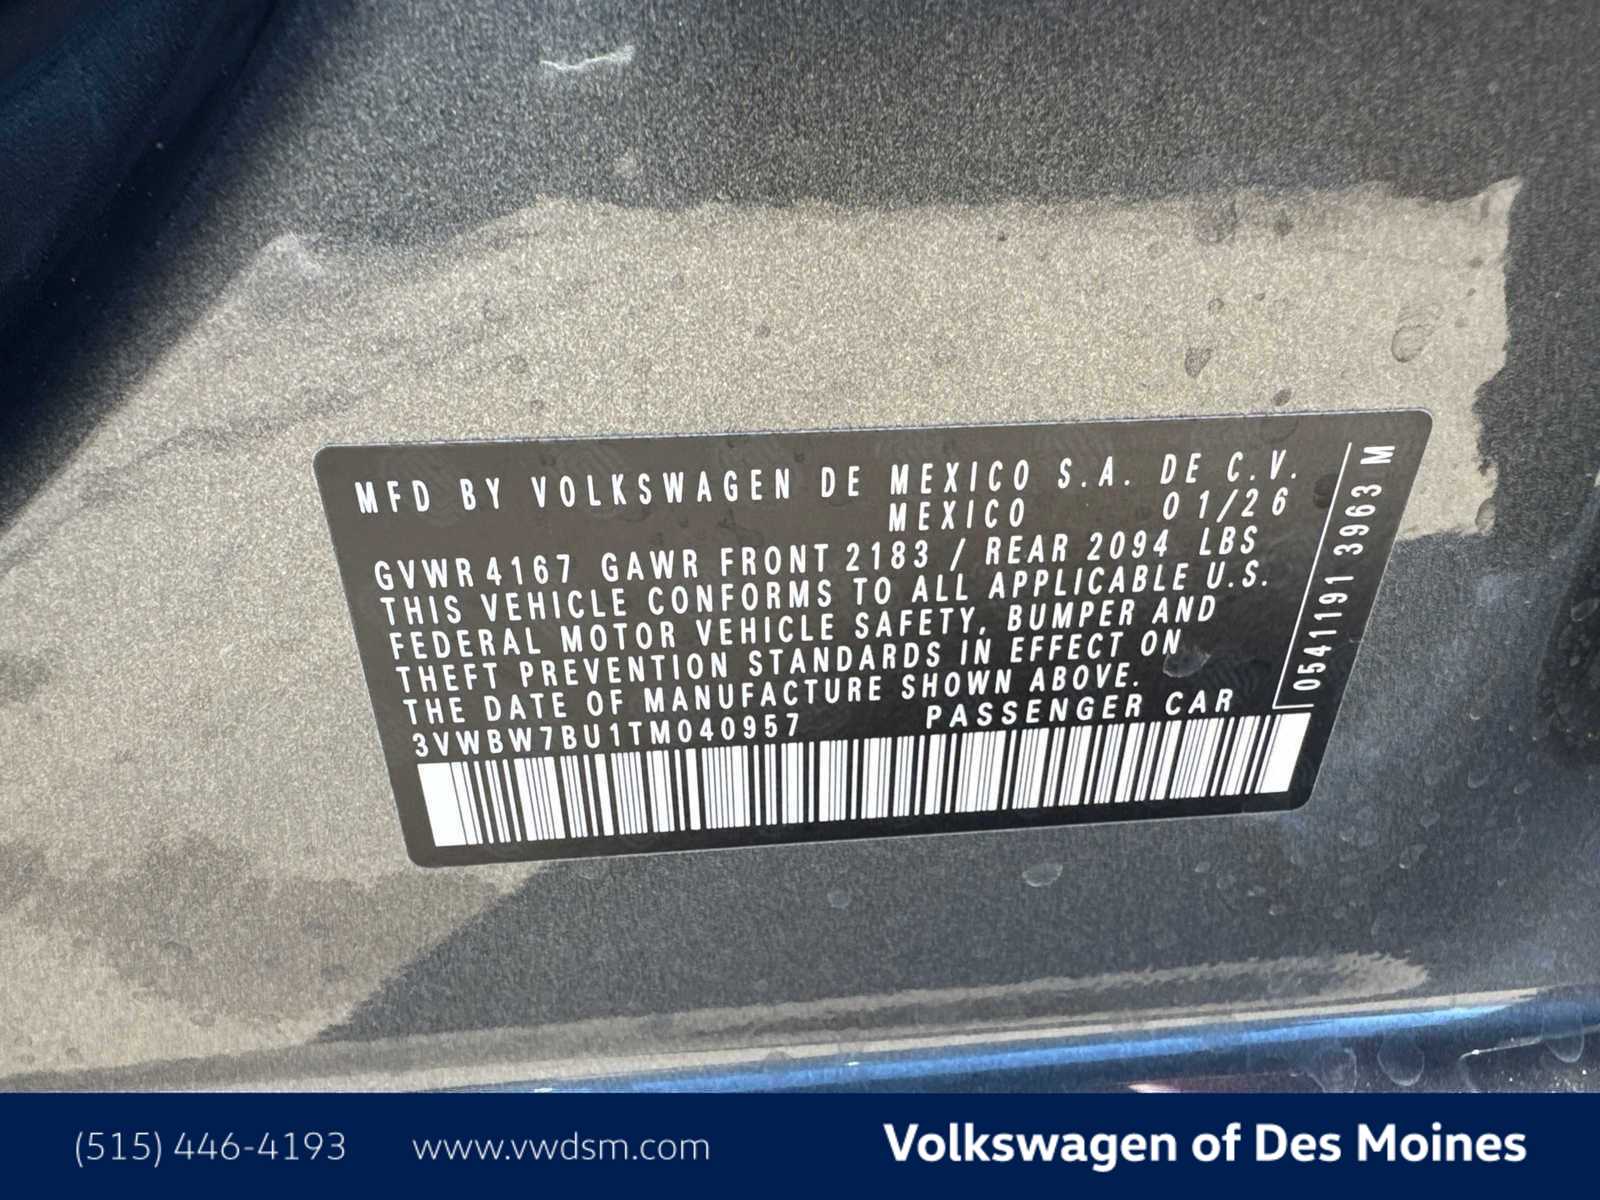 MFD BY VOLKSWAGEN DE MEXICO S.A. DE C.V.
MEXICO 01/26
GVWR 4167 GAWR FRONT 2183 / REAR 2094 LBS
THIS VEHICLE CONFORMS TO ALL APPLICABLE U.S.
FEDERAL MOTOR VEHICLE SAFETY, BUMPER AND
THEFT PREVENTION STANDARDS IN EFFECT ON
THE DATE OF MANUFACTURE SHOWN ABOVE.
3VWBW7BU1TM040957 PASSENGER CAR
0541191 3963 M
(515) 446-4193 www.vwdsm.com Volkswagen of Des Moines